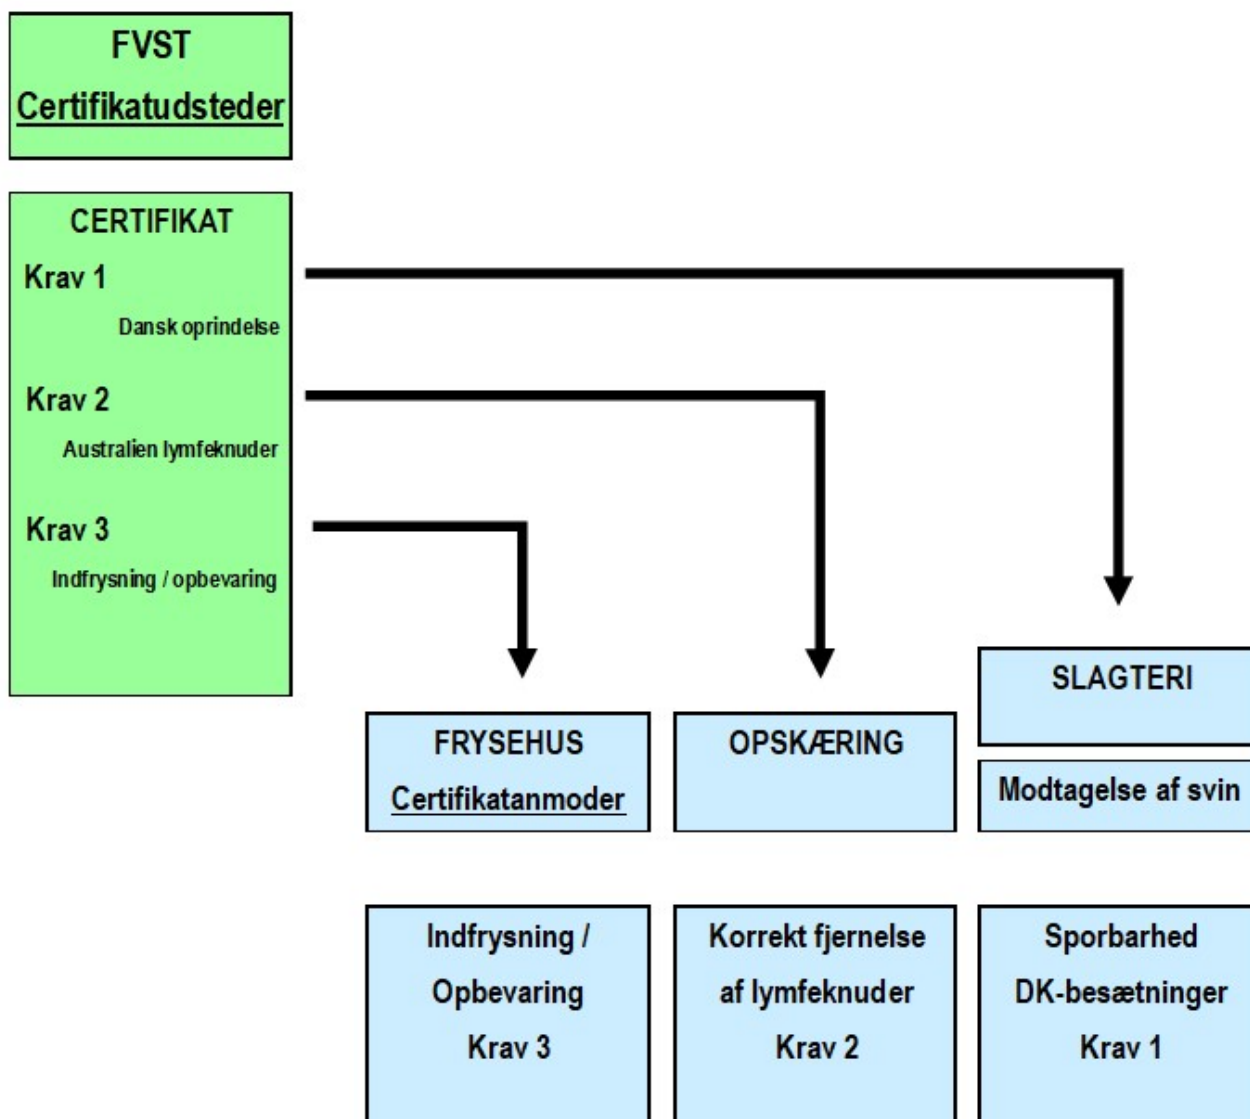 FVST
Certifikatudsteder
CERTIFIKAT
Krav 1
Dansk oprindelse
Krav 2
Australien lymfeknuder
Krav 3
Indfrysning / opbevaring
FRYSEHUS
Certifikatanmoder
OPSKÆRING
SLAGTERI
Modtagelse af svin
Indfrysning /
Opbevaring
Krav 3
Korrekt fjernelse
af lymfeknuder
Krav 2
Sporbarhed
DK-besætninger
Krav 1